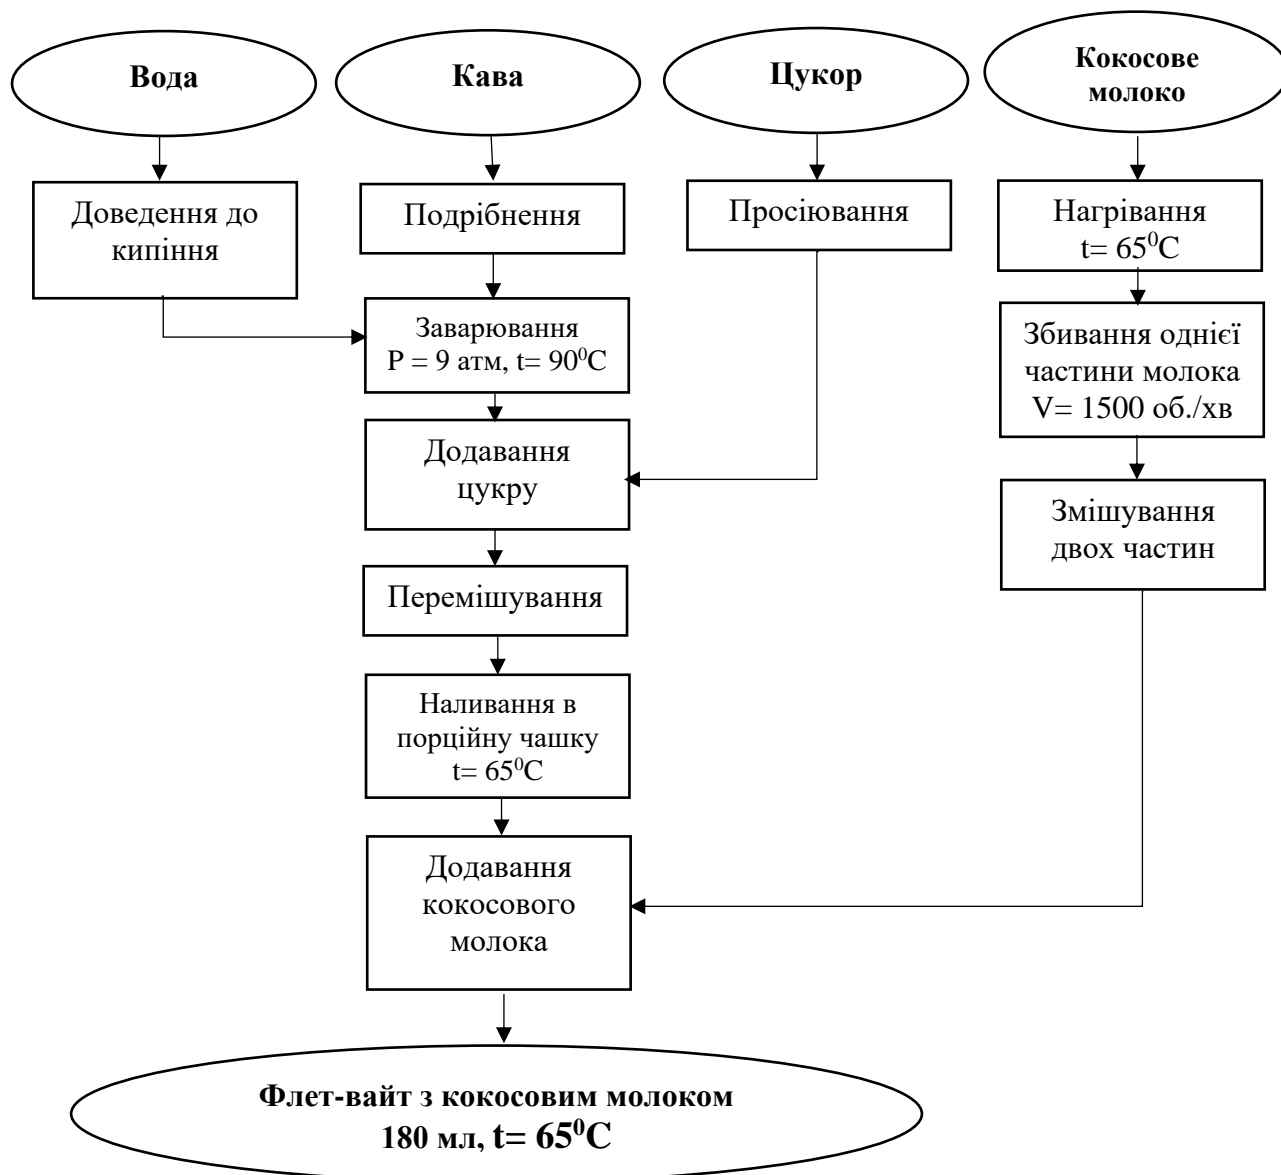 Вода
Кава
Цукор
Кокосове
молоко
Доведення до
кипіння
Подрібнення
Просіювання
Нагрівання
t= 65⁰C
Заварювання
P = 9 атм, t= 90⁰C
Збивання однієї
частини молока
V= 1500 об./хв
Додавання
цукру
Змішування
двох частин
Перемішування
Наливання в
порційну чашку
t= 65⁰C
Додавання
кокосового
молока
Флет-вайт з кокосовим молоком
180 мл, t= 65⁰C